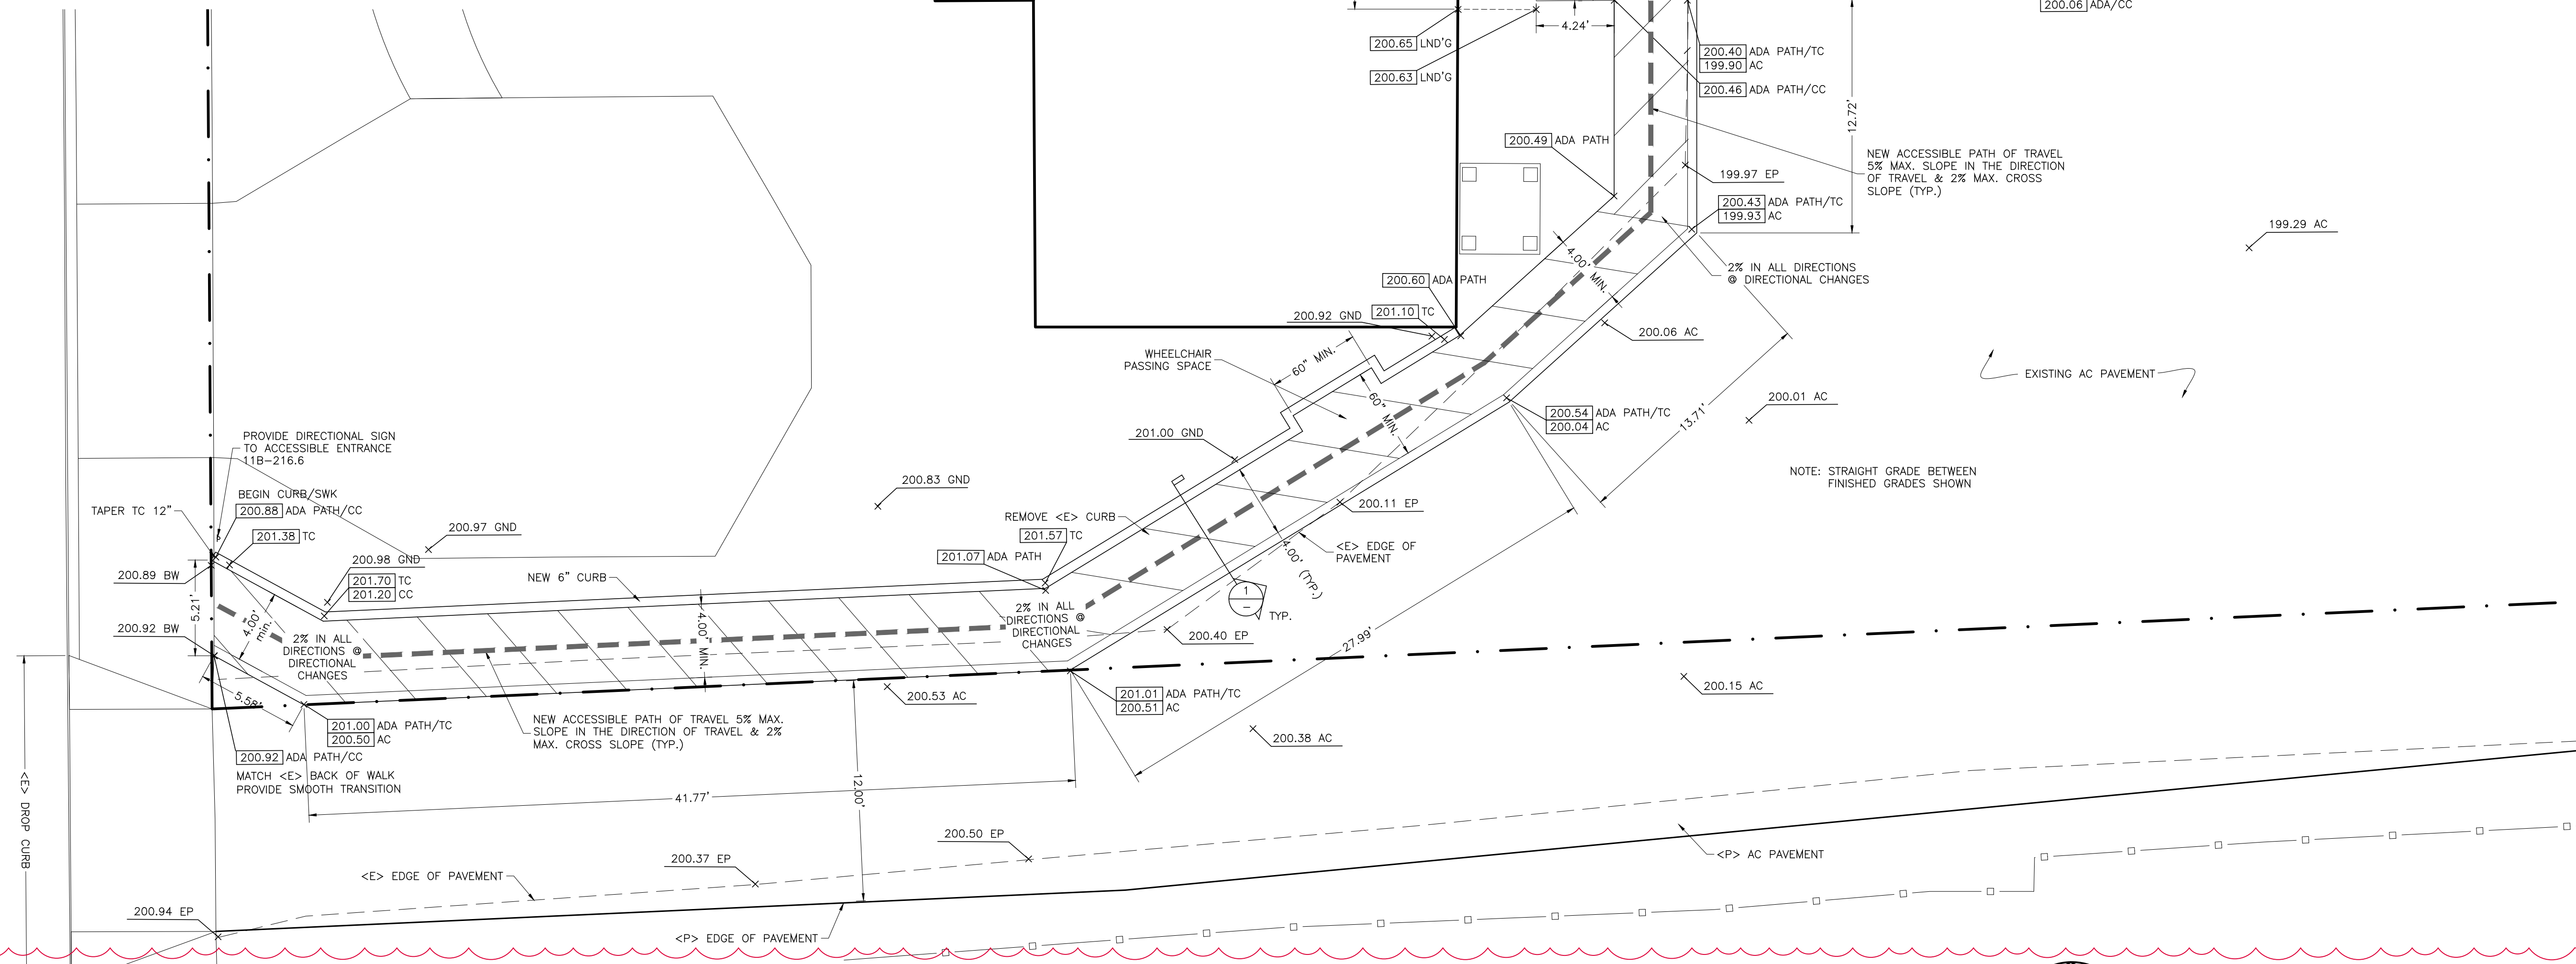 200.06 ADA/CC
4.24'
200.65 LND'G
200.63 LND'G
200.40 ADA PATH/TC
199.90 AC
200.46 ADA PATH/CC
12.72'
200.49 ADA PATH
NEW ACCESSIBLE PATH OF TRAVEL
5% MAX. SLOPE IN THE DIRECTION
OF TRAVEL & 2% MAX. CROSS
SLOPE (TYP.)
199.97 EP
200.43 ADA PATH/TC
199.93 AC
199.29 AC
4.00' MIN.
2% IN ALL DIRECTIONS
@ DIRECTIONAL CHANGES
200.60 ADA PATH
201.10 TC
200.92 GND
200.06 AC
WHEELCHAIR
PASSING SPACE
60" MIN.
60" MIN.
EXISTING AC PAVEMENT
200.01 AC
200.54 ADA PATH/TC
200.04 AC
13.71'
201.00 GND
PROVIDE DIRECTIONAL SIGN
TO ACCESSIBLE ENTRANCE
11B-216.6
NOTE: STRAIGHT GRADE BETWEEN
FINISHED GRADES SHOWN
200.83 GND
BEGIN CURB/SWK
200.88 ADA PATH/CC
TAPER TC 12"
200.11 EP
REMOVE <E> CURB
200.97 GND
201.38 TC
201.57 TC
201.07 ADA PATH
<E> EDGE OF
PAVEMENT
4.00' (TYP.)
200.98 GND
201.70 TC
201.20 CC
200.89 BW
NEW 6" CURB
5.21'
4.00'
min.
1
–
TYP.
200.92 BW
2% IN ALL
DIRECTIONS @
DIRECTIONAL
CHANGES
4.00' MIN.
2% IN ALL
DIRECTIONS @
DIRECTIONAL
CHANGES
200.40 EP
27.99'
5.58'
200.53 AC
201.01 ADA PATH/TC
200.51 AC
200.15 AC
201.00 ADA PATH/TC
200.50 AC
NEW ACCESSIBLE PATH OF TRAVEL 5% MAX.
SLOPE IN THE DIRECTION OF TRAVEL & 2%
MAX. CROSS SLOPE (TYP.)
200.38 AC
200.92 ADA PATH/CC
MATCH <E> BACK OF WALK
PROVIDE SMOOTH TRANSITION
<E> DROP CURB
41.77'
12.00'
200.50 EP
200.37 EP
<P> AC PAVEMENT
<E> EDGE OF PAVEMENT
200.94 EP
<P> EDGE OF PAVEMENT